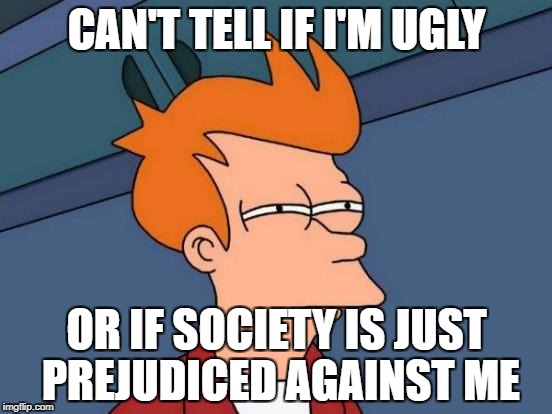 CAN'T TELL IF I'M UGLY
OR IF SOCIETY IS JUST
PREJUDICED AGAINST ME
imgflip.com